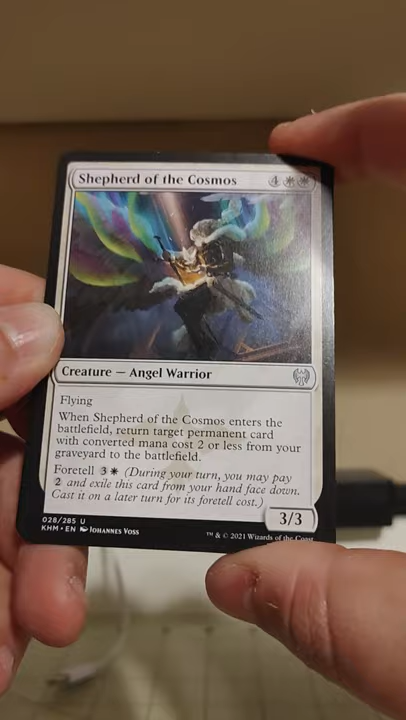 Shepherd of the Cosmos 4
Creature — Angel Warrior
Flying
When Shepherd of the Cosmos enters the
battlefield, return target permanent card
with converted mana cost 2 or less from your
graveyard to the battlefield.
Foretell 3 (During your turn, you may pay
2 and exile this card from your hand face down.
Cast it on a later turn for its foretell cost.)
3/3
028/285 U
KHM • EN Johannes Voss
™ & © 2021 Wizards of the Coast